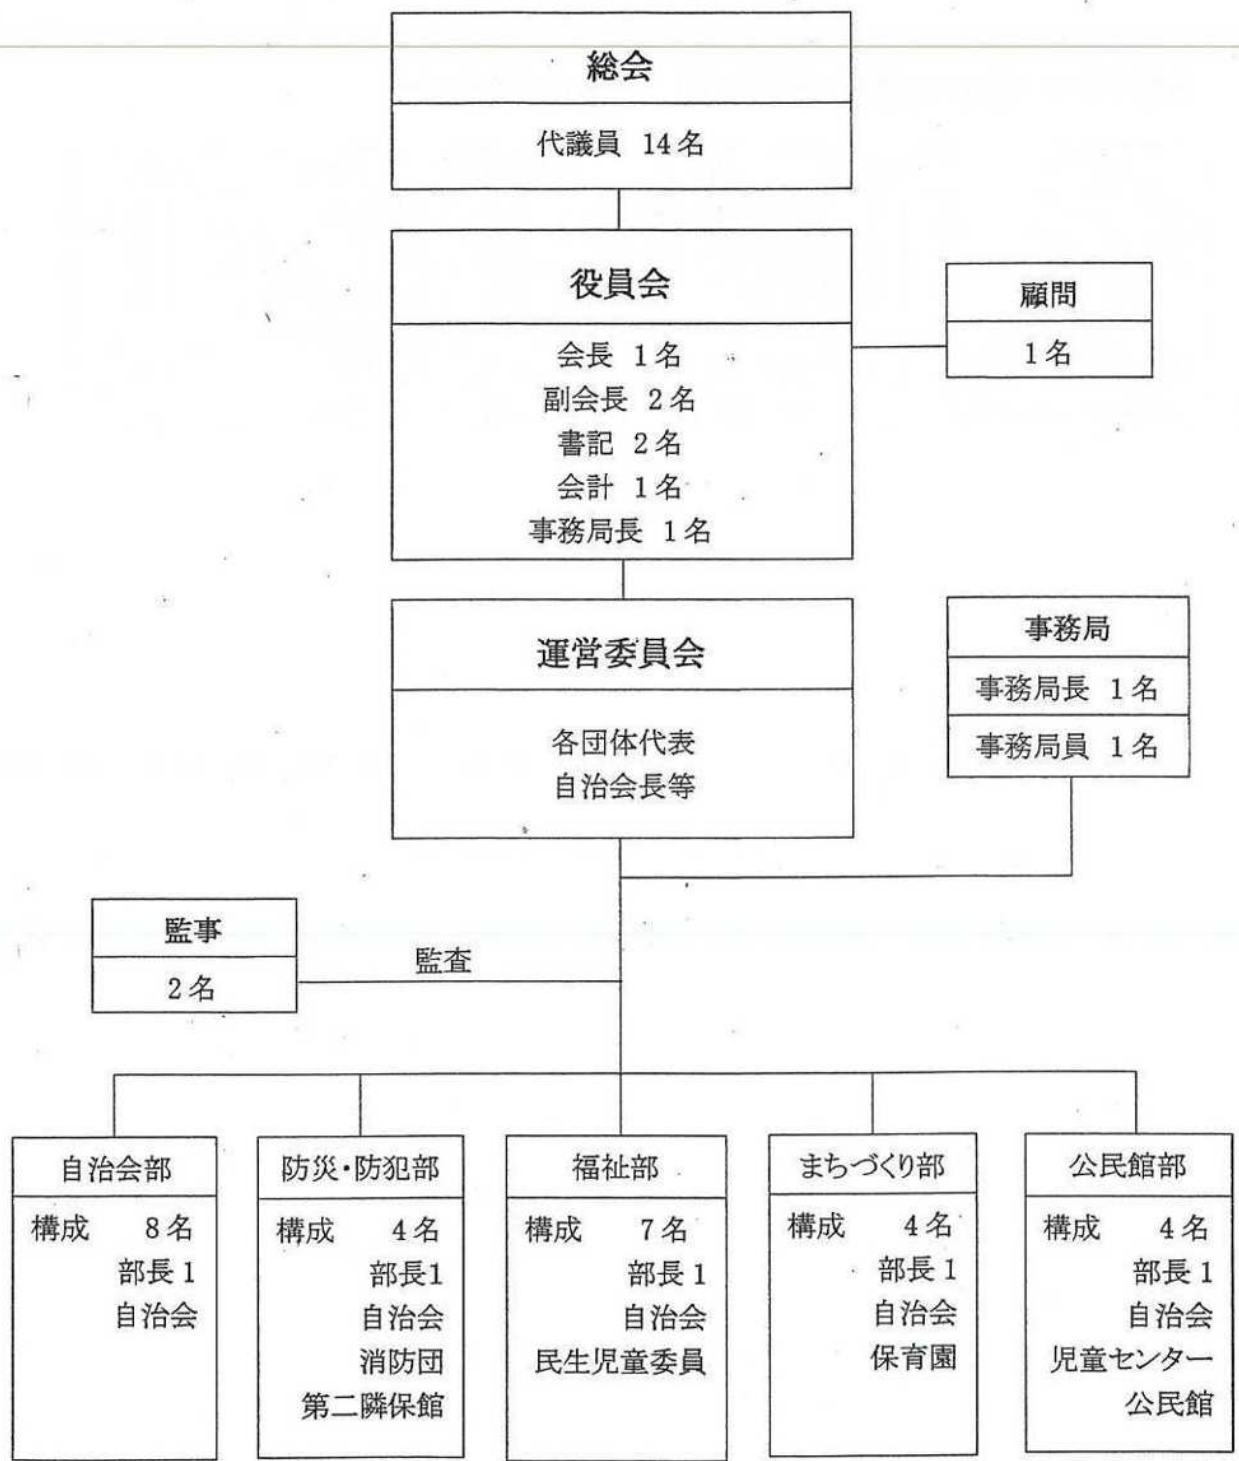 総会
代議員 14名
役員会
会長 1名
副会長 2名
書記 2名
会計 1名
事務局長 1名
顧問
1名
運営委員会
各団体代表
自治会長等
事務局
事務局長 1名
事務局員 1名
監事
2名
監査
自治会部
構成 8名
部長1
自治会
防災・防犯部
構成 4名
部長1
自治会
消防団
第二隣保館
福祉部
構成 7名
部長1
自治会
民生児童委員
まちづくり部
構成 4名
部長1
自治会
保育園
公民館部
構成 4名
部長1
自治会
児童センター
公民館